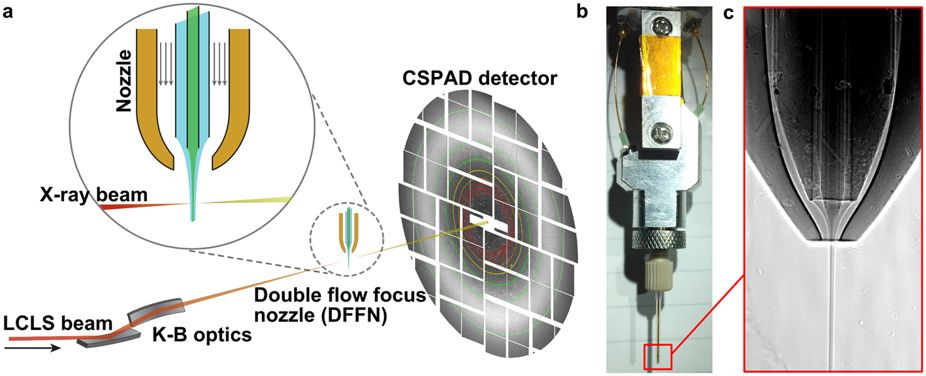 a
Nozzle
X-ray beam
LCLS beam
K-B optics
Double flow focus
nozzle (DFFN)
CSPAD detector
b
c